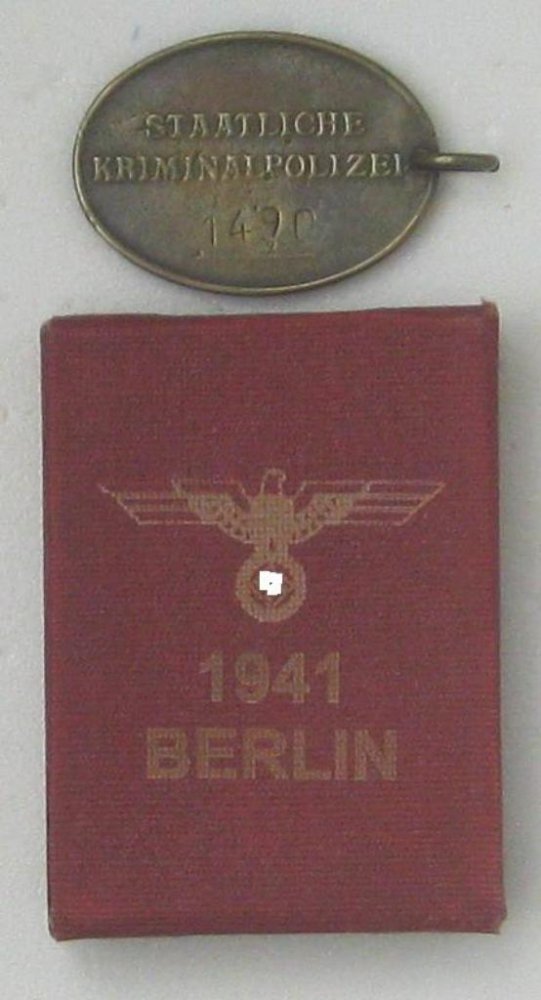 STAATLICHE
KRIMINALPOLIZEI
1490
1941
BERLIN